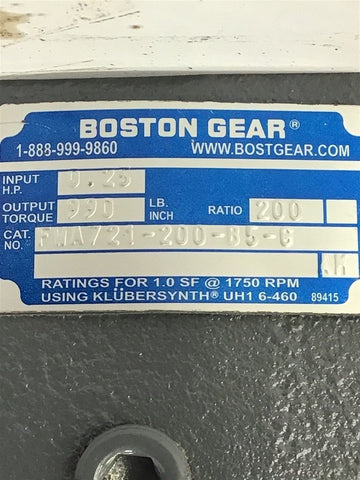 BOSTON GEAR®
1-888-999-9860 WWW.BOSTGEAR.COM
INPUT H.P. 0.25
OUTPUT TORQUE 990 LB. INCH RATIO 200
CAT. NO. FWA721-200-B5-G
.H
RATINGS FOR 1.0 SF @ 1750 RPM
USING KLÜBERSYNTH® UH1 6-460 89415